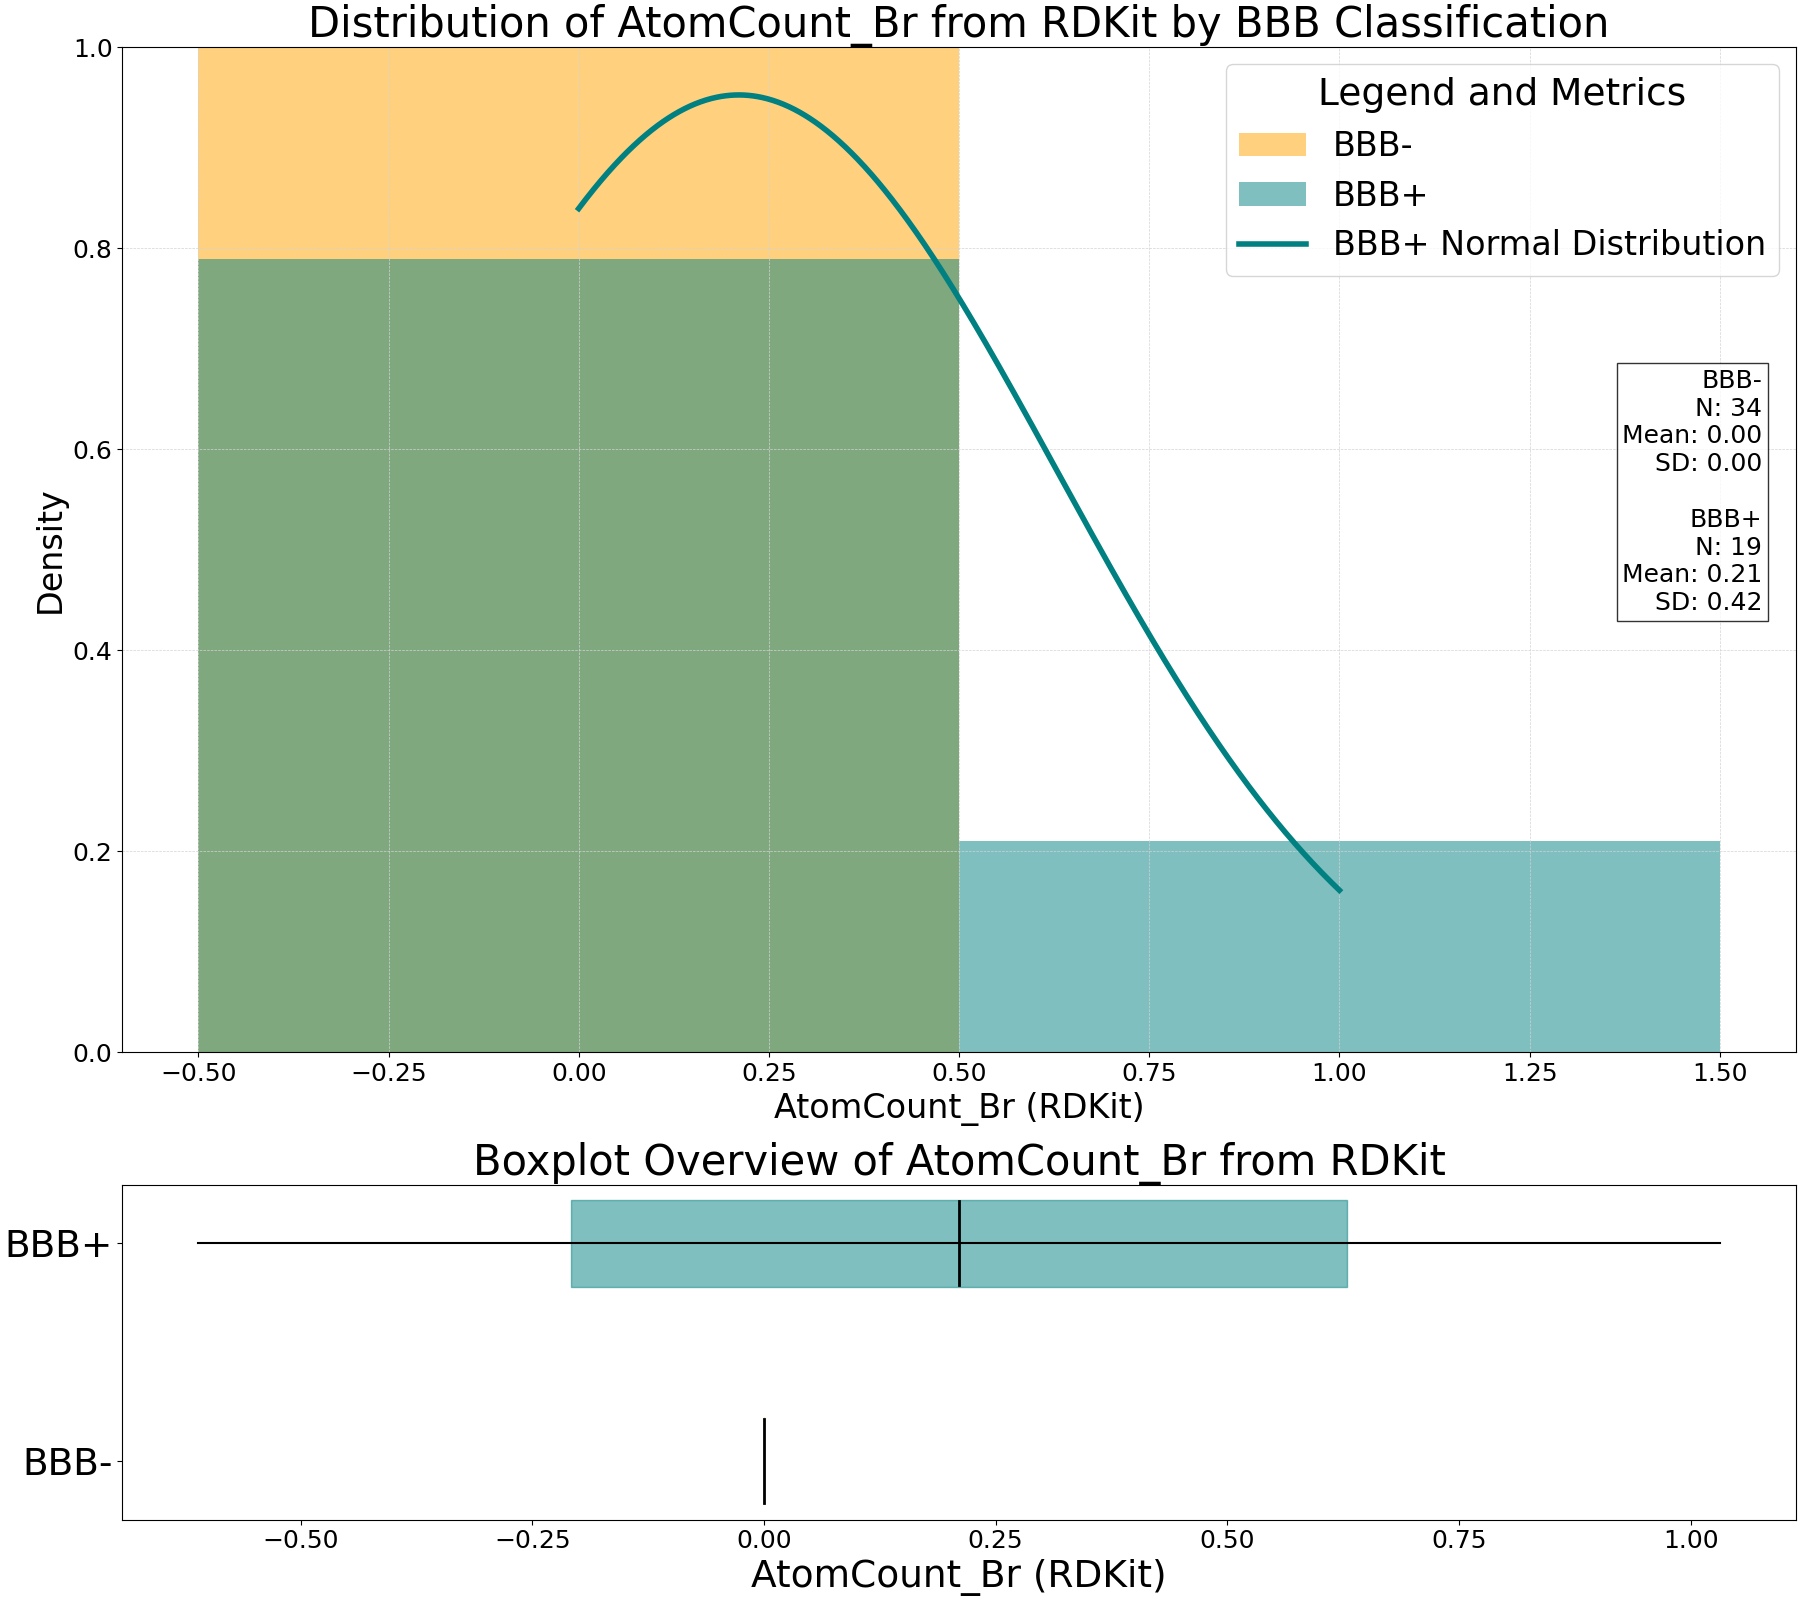 Distribution of AtomCount_Br from RDKit by BBB Classification
Legend and Metrics
BBB-
BBB+
BBB+ Normal Distribution
BBB-
N: 34
Mean: 0.00
SD: 0.00
BBB+
N: 19
Mean: 0.21
SD: 0.42
Density
1.0
0.8
0.6
0.4
0.2
0.0
−0.50 −0.25 0.00 0.25 0.50 0.75 1.00 1.25 1.50
AtomCount_Br (RDKit)
Boxplot Overview of AtomCount_Br from RDKit
BBB+
BBB-
−0.50 −0.25 0.00 0.25 0.50 0.75 1.00
AtomCount_Br (RDKit)